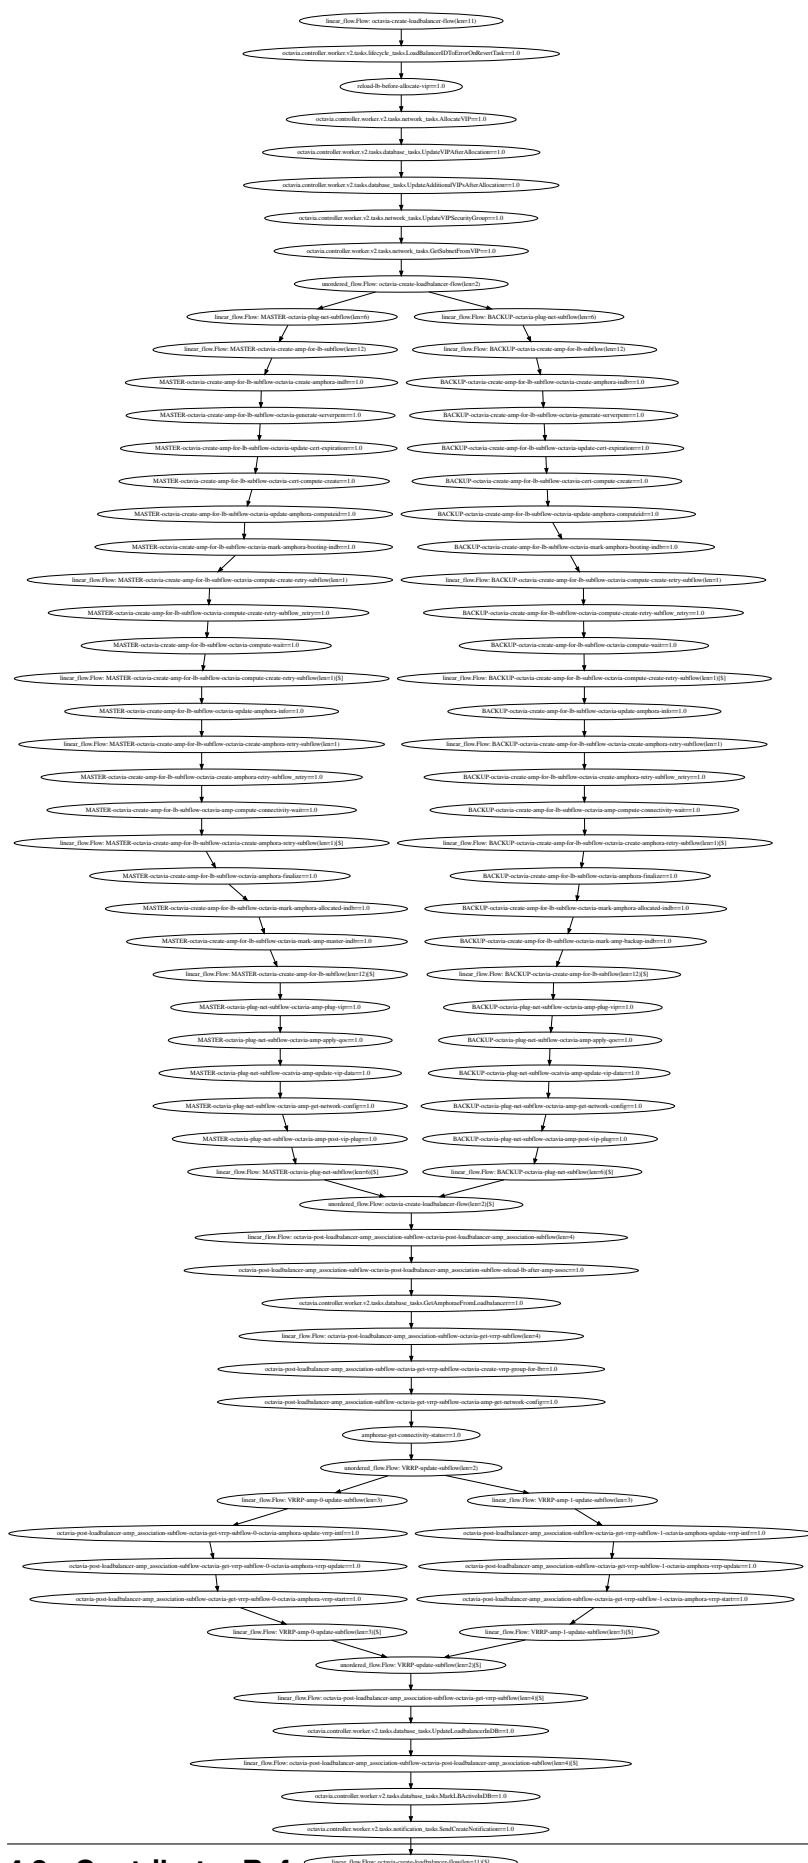 linear_flow.Flow: octavia-create-loadbalancer-flow(len=11)
octavia.controller.worker.v2.tasks.lifecycle_tasks.LoadBalancerIDToErrorOnRevertTask==1.0
reload-lb-before-allocate-vip==1.0
octavia.controller.worker.v2.tasks.network_tasks.AllocateVIP==1.0
octavia.controller.worker.v2.tasks.database_tasks.UpdateVIPAfterAllocation==1.0
octavia.controller.worker.v2.tasks.database_tasks.UpdateAdditionalVIPsAfterAllocation==1.0
octavia.controller.worker.v2.tasks.network_tasks.UpdateVIPSecurityGroup==1.0
octavia.controller.worker.v2.tasks.network_tasks.GetSubnetFromVIP==1.0
unordered_flow.Flow: octavia-create-loadbalancer-flow(len=2)
linear_flow.Flow: MASTER-octavia-plug-net-subflow(len=6) linear_flow.Flow: BACKUP-octavia-plug-net-subflow(len=6)
linear_flow.Flow: MASTER-octavia-create-amp-for-lb-subflow(len=12) linear_flow.Flow: BACKUP-octavia-create-amp-for-lb-subflow(len=12)
MASTER-octavia-create-amp-for-lb-subflow-octavia-create-amphora-indb==1.0 BACKUP-octavia-create-amp-for-lb-subflow-octavia-create-amphora-indb==1.0
MASTER-octavia-create-amp-for-lb-subflow-octavia-generate-serverpem==1.0 BACKUP-octavia-create-amp-for-lb-subflow-octavia-generate-serverpem==1.0
MASTER-octavia-create-amp-for-lb-subflow-octavia-update-cert-expiration==1.0 BACKUP-octavia-create-amp-for-lb-subflow-octavia-update-cert-expiration==1.0
MASTER-octavia-create-amp-for-lb-subflow-octavia-cert-compute-create==1.0 BACKUP-octavia-create-amp-for-lb-subflow-octavia-cert-compute-create==1.0
MASTER-octavia-create-amp-for-lb-subflow-octavia-update-amphora-computeid==1.0 BACKUP-octavia-create-amp-for-lb-subflow-octavia-update-amphora-computeid==1.0
MASTER-octavia-create-amp-for-lb-subflow-octavia-mark-amphora-booting-indb==1.0 BACKUP-octavia-create-amp-for-lb-subflow-octavia-mark-amphora-booting-indb==1.0
linear_flow.Flow: MASTER-octavia-create-amp-for-lb-subflow-octavia-compute-create-retry-subflow(len=1) linear_flow.Flow: BACKUP-octavia-create-amp-for-lb-subflow-octavia-compute-create-retry-subflow(len=1)
MASTER-octavia-create-amp-for-lb-subflow-octavia-compute-create-retry-subflow_retry==1.0 BACKUP-octavia-create-amp-for-lb-subflow-octavia-compute-create-retry-subflow_retry==1.0
MASTER-octavia-create-amp-for-lb-subflow-octavia-compute-wait==1.0 BACKUP-octavia-create-amp-for-lb-subflow-octavia-compute-wait==1.0
linear_flow.Flow: MASTER-octavia-create-amp-for-lb-subflow-octavia-compute-create-retry-subflow(len=1)[$] linear_flow.Flow: BACKUP-octavia-create-amp-for-lb-subflow-octavia-compute-create-retry-subflow(len=1)[$]
MASTER-octavia-create-amp-for-lb-subflow-octavia-update-amphora-info==1.0 BACKUP-octavia-create-amp-for-lb-subflow-octavia-update-amphora-info==1.0
linear_flow.Flow: MASTER-octavia-create-amp-for-lb-subflow-octavia-create-amphora-retry-subflow(len=1) linear_flow.Flow: BACKUP-octavia-create-amp-for-lb-subflow-octavia-create-amphora-retry-subflow(len=1)
MASTER-octavia-create-amp-for-lb-subflow-octavia-create-amphora-retry-subflow_retry==1.0 BACKUP-octavia-create-amp-for-lb-subflow-octavia-create-amphora-retry-subflow_retry==1.0
MASTER-octavia-create-amp-for-lb-subflow-octavia-amp-compute-connectivity-wait==1.0 BACKUP-octavia-create-amp-for-lb-subflow-octavia-amp-compute-connectivity-wait==1.0
linear_flow.Flow: MASTER-octavia-create-amp-for-lb-subflow-octavia-create-amphora-retry-subflow(len=1)[$] linear_flow.Flow: BACKUP-octavia-create-amp-for-lb-subflow-octavia-create-amphora-retry-subflow(len=1)[$]
MASTER-octavia-create-amp-for-lb-subflow-octavia-amphora-finalize==1.0 BACKUP-octavia-create-amp-for-lb-subflow-octavia-amphora-finalize==1.0
MASTER-octavia-create-amp-for-lb-subflow-octavia-mark-amphora-allocated-indb==1.0 BACKUP-octavia-create-amp-for-lb-subflow-octavia-mark-amphora-allocated-indb==1.0
MASTER-octavia-create-amp-for-lb-subflow-octavia-mark-amp-master-indb==1.0 BACKUP-octavia-create-amp-for-lb-subflow-octavia-mark-amp-backup-indb==1.0
linear_flow.Flow: MASTER-octavia-create-amp-for-lb-subflow(len=12)[$] linear_flow.Flow: BACKUP-octavia-create-amp-for-lb-subflow(len=12)[$]
MASTER-octavia-plug-net-subflow-octavia-amp-plug-vip==1.0 BACKUP-octavia-plug-net-subflow-octavia-amp-plug-vip==1.0
MASTER-octavia-plug-net-subflow-octavia-amp-apply-qos==1.0 BACKUP-octavia-plug-net-subflow-octavia-amp-apply-qos==1.0
MASTER-octavia-plug-net-subflow-ocatvia-amp-update-vip-data==1.0 BACKUP-octavia-plug-net-subflow-ocatvia-amp-update-vip-data==1.0
MASTER-octavia-plug-net-subflow-octavia-amp-get-network-config==1.0 BACKUP-octavia-plug-net-subflow-octavia-amp-get-network-config==1.0
MASTER-octavia-plug-net-subflow-octavia-amp-post-vip-plug==1.0 BACKUP-octavia-plug-net-subflow-octavia-amp-post-vip-plug==1.0
linear_flow.Flow: MASTER-octavia-plug-net-subflow(len=6)[$] linear_flow.Flow: BACKUP-octavia-plug-net-subflow(len=6)[$]
unordered_flow.Flow: octavia-create-loadbalancer-flow(len=2)[$]
linear_flow.Flow: octavia-post-loadbalancer-amp_association-subflow-octavia-post-loadbalancer-amp_association-subflow(len=4)
octavia-post-loadbalancer-amp_association-subflow-octavia-post-loadbalancer-amp_association-subflow-reload-lb-after-amp-assoc==1.0
octavia.controller.worker.v2.tasks.database_tasks.GetAmphoraeFromLoadbalancer==1.0
linear_flow.Flow: octavia-post-loadbalancer-amp_association-subflow-octavia-get-vrrp-subflow(len=4)
octavia-post-loadbalancer-amp_association-subflow-octavia-get-vrrp-subflow-octavia-create-vrrp-group-for-lb==1.0
octavia-post-loadbalancer-amp_association-subflow-octavia-get-vrrp-subflow-octavia-amp-get-network-config==1.0
amphorae-get-connectivity-status==1.0
unordered_flow.Flow: VRRP-update-subflow(len=2)
linear_flow.Flow: VRRP-amp-0-update-subflow(len=3) linear_flow.Flow: VRRP-amp-1-update-subflow(len=3)
octavia-post-loadbalancer-amp_association-subflow-octavia-get-vrrp-subflow-0-octavia-amphora-update-vrrp-intf==1.0 octavia-post-loadbalancer-amp_association-subflow-octavia-get-vrrp-subflow-1-octavia-amphora-update-vrrp-intf==1.0
octavia-post-loadbalancer-amp_association-subflow-octavia-get-vrrp-subflow-0-octavia-amphora-vrrp-update==1.0 octavia-post-loadbalancer-amp_association-subflow-octavia-get-vrrp-subflow-1-octavia-amphora-vrrp-update==1.0
octavia-post-loadbalancer-amp_association-subflow-octavia-get-vrrp-subflow-0-octavia-amphora-vrrp-start==1.0 octavia-post-loadbalancer-amp_association-subflow-octavia-get-vrrp-subflow-1-octavia-amphora-vrrp-start==1.0
linear_flow.Flow: VRRP-amp-0-update-subflow(len=3)[$] linear_flow.Flow: VRRP-amp-1-update-subflow(len=3)[$]
unordered_flow.Flow: VRRP-update-subflow(len=2)[$]
linear_flow.Flow: octavia-post-loadbalancer-amp_association-subflow-octavia-get-vrrp-subflow(len=4)[$]
octavia.controller.worker.v2.tasks.database_tasks.UpdateLoadbalancerInDB==1.0
linear_flow.Flow: octavia-post-loadbalancer-amp_association-subflow-octavia-post-loadbalancer-amp_association-subflow(len=4)[$]
octavia.controller.worker.v2.tasks.database_tasks.MarkLBActiveInDB==1.0
octavia.controller.worker.v2.tasks.notification_tasks.SendCreateNotification==1.0
linear_flow.Flow: octavia-create-loadbalancer-flow(len=11)[$]